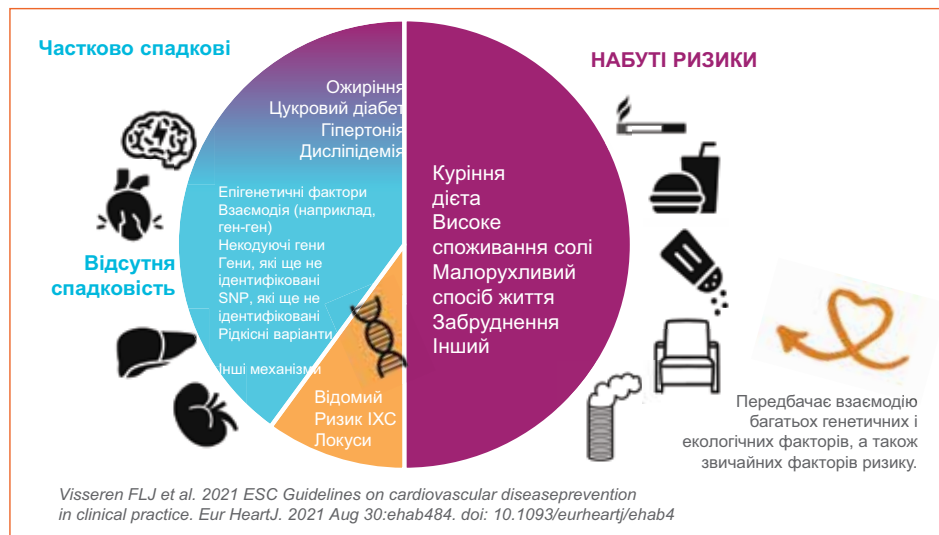 Частково спадкові
Ожиріння
Цукровий діабет
Гіпертонія
Дисліпідемія
Епігенетичні фактори
Взаємодія (наприклад,
ген-ген)
Некодуючі гени
Гени, які ще не
ідентифіковані
SNP, які ще не
ідентифіковані
Рідкісні варіанти
Інші механізми
Відсутня
спадковість
Відомий
Ризик ІХС
Локуси
НАБУТІ РИЗИКИ
Куріння
дієта
Високе
споживання солі
Малорухливий
спосіб життя
Забруднення
Інший
Передбачає взаємодію
багатьох генетичних і
екологічних факторів, а також
звичайних факторів ризику.
Visseren FLJ et al. 2021 ESC Guidelines on cardiovascular diseaseprevention
in clinical practice. Eur HeartJ. 2021 Aug 30:ehab484. doi: 10.1093/eurheartj/ehab4